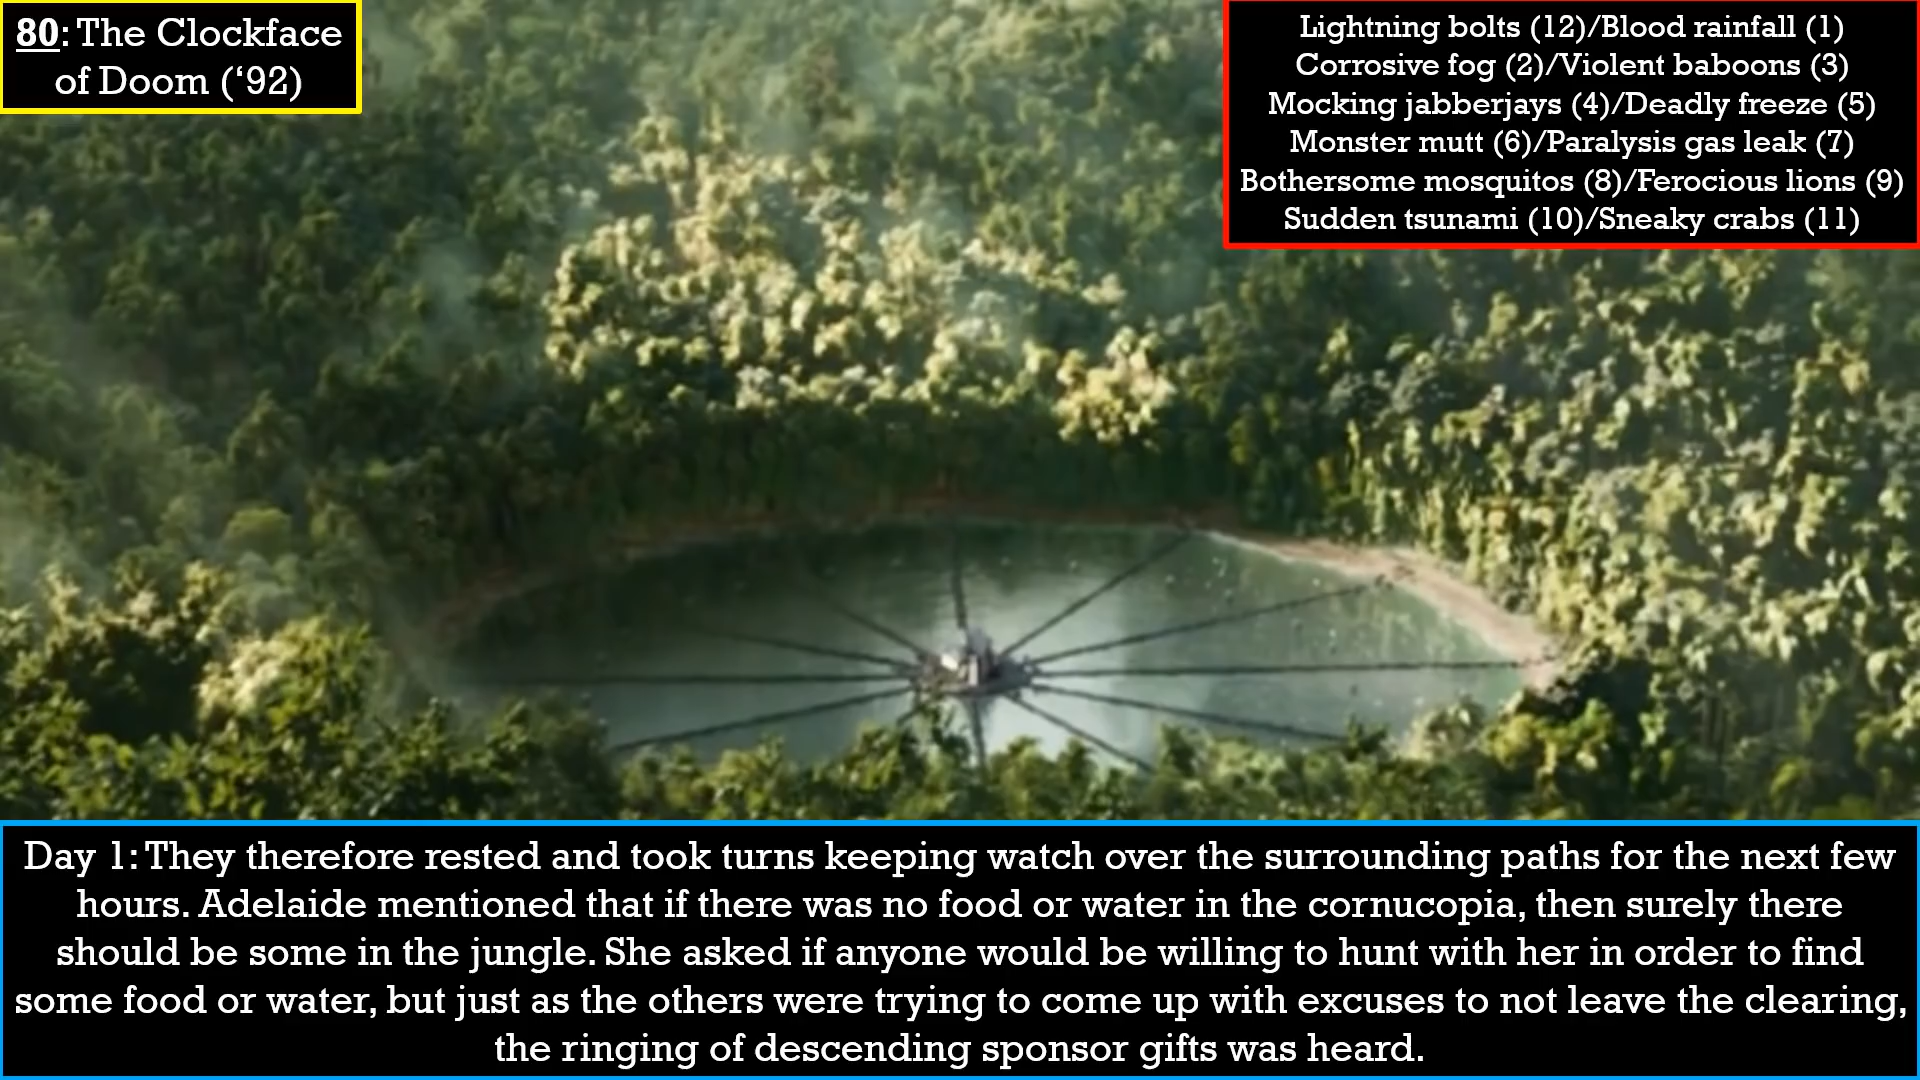 80: The Clockface
of Doom (‘92)
Lightning bolts (12)/Blood rainfall (1)
Corrosive fog (2)/Violent baboons (3)
Mocking jabberjays (4)/Deadly freeze (5)
Monster mutt (6)/Paralysis gas leak (7)
Bothersome mosquitos (8)/Ferocious lions (9)
Sudden tsunami (10)/Sneaky crabs (11)
Day 1: They therefore rested and took turns keeping watch over the surrounding paths for the next few
hours. Adelaide mentioned that if there was no food or water in the cornucopia, then surely there
should be some in the jungle. She asked if anyone would be willing to hunt with her in order to find
some food or water, but just as the others were trying to come up with excuses to not leave the clearing,
the ringing of descending sponsor gifts was heard.